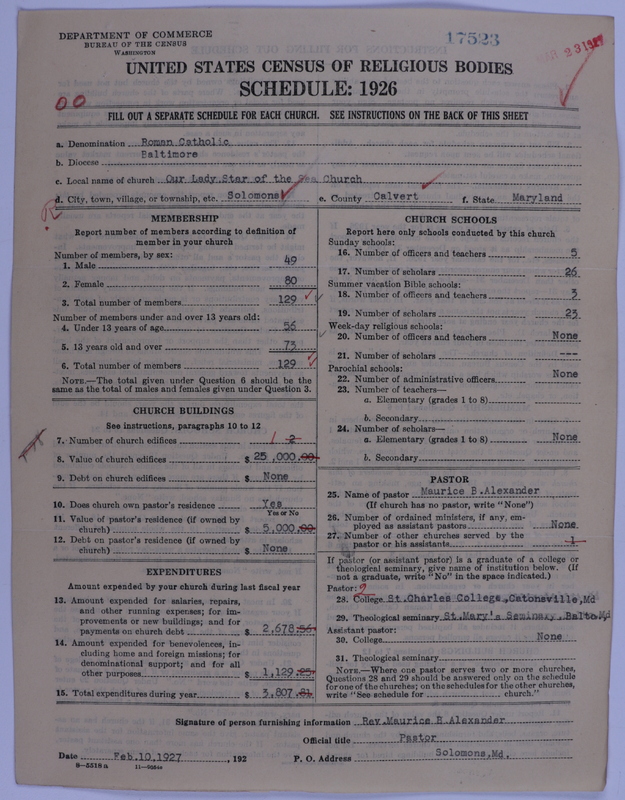 DEPARTMENT OF COMMERCE
BUREAU OF THE CENSUS
WASHINGTON
17523
23 1927
UNITED STATES CENSUS OF RELIGIOUS BODIES
SCHEDULE: 1926
00
FILL OUT A SEPARATE SCHEDULE FOR EACH CHURCH. SEE INSTRUCTIONS ON THE BACK OF THIS SHEET
a. Denomination Roman Catholic
b. Diocese Baltimore
c. Local name of church Our Lady Star of the Sea Church
d. City, town, village, or township, etc. Solomons e. County Calvert f. State Maryland
MEMBERSHIP
Report number of members according to definition of
member in your church
Number of members, by sex:
1. Male 49
2. Female 80
3. Total number of members 129
Number of members under and over 13 years old:
4. Under 13 years of age 56
5. 13 years old and over 73
6. Total number of members 129
NOTE.—The total given under Question 6 should be the
same as the total of males and females given under Question 3.
CHURCH BUILDINGS
See instructions, paragraphs 10 to 12
7. Number of church edifices 1 2
8. Value of church edifices $ 25,000.00
9. Debt on church edifices $ None
10. Does church own pastor's residence Yes
Yes or No
11. Value of pastor's residence (if owned by
church) $ 5,000.00
12. Debt on pastor's residence (if owned by
church) $ None
EXPENDITURES
Amount expended by your church during last fiscal year
13. Amount expended for salaries, repairs,
and other running expenses; for im-
provements or new buildings; and for
payments on church debt $ 2,678.56
14. Amount expended for benevolences, in-
cluding home and foreign missions; for
denominational support; and for all
other purposes $ 1,129.25
15. Total expenditures during year $ 3,807.81
CHURCH SCHOOLS
Report here only schools conducted by this church
Sunday schools:
16. Number of officers and teachers 5
17. Number of scholars 26
Summer vacation Bible schools:
18. Number of officers and teachers 3
19. Number of scholars 23
Week-day religious schools:
20. Number of officers and teachers None
21. Number of scholars ---
Parochial schools:
22. Number of administrative officers None
23. Number of teachers—
a. Elementary (grades 1 to 8)
b. Secondary
24. Number of scholars—
a. Elementary (grades 1 to 8) None
b. Secondary
PASTOR
25. Name of pastor Maurice B.Alexander
(If church has no pastor, write "None")
26. Number of ordained ministers, if any, em-
ployed as assistant pastors None
27. Number of other churches served by the
pastor or his assistants 1
If pastor (or assistant pastor) is a graduate of a college or
theological seminary, give name of institution below. (If
not a graduate, write "No" in the space indicated.)
Pastor: 9
28. College St.Charles College,Catonsville,Md
29. Theological seminary St.Mary's Seminary,Balto.Md
Assistant pastor:
30. College None
31. Theological seminary
NOTE.—Where one pastor serves two or more churches,
Questions 28 and 29 should be answered only on the schedule
for one of the churches; on the schedules for the other churches,
write "See schedule for church."
Signature of person furnishing information Rev.Maurice B.Alexander
Official title Pastor
Date Feb.10,1927 , 192 P. O. Address Solomons,Md.
8—5518 a